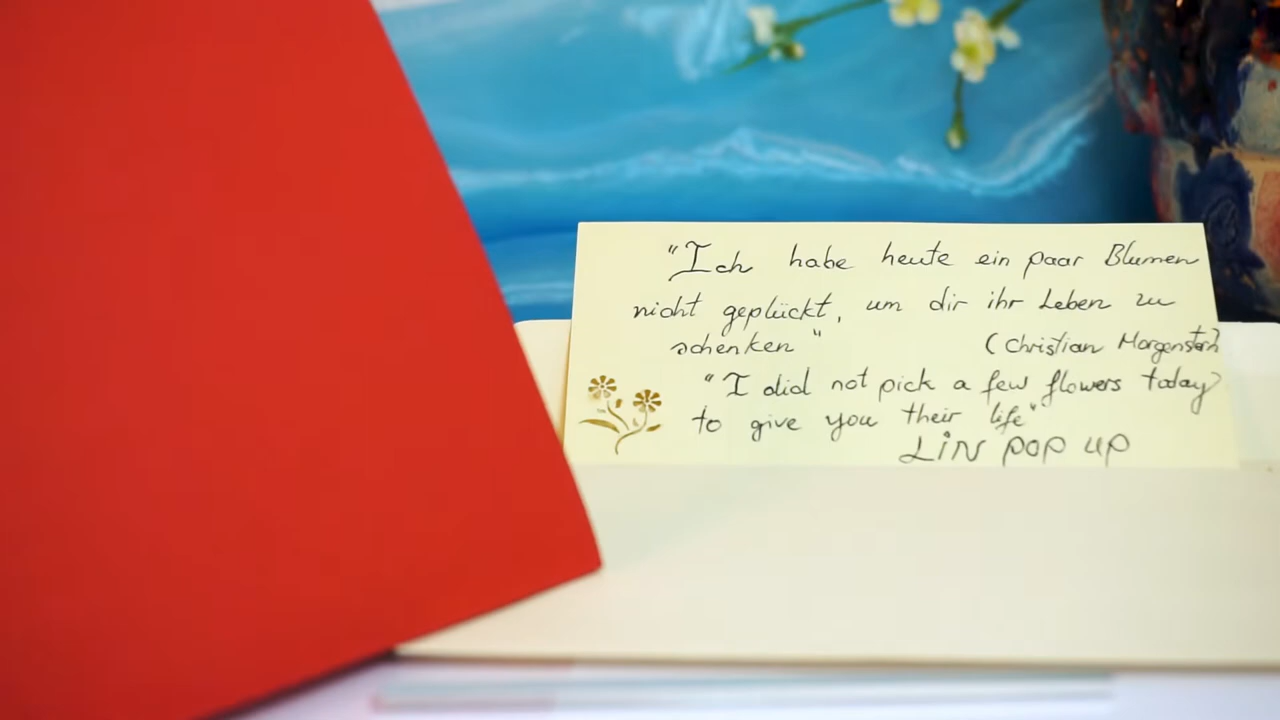 "Ich habe heute ein paar Blumen
nicht geplückt, um dir ihr Leben zu
schenken" (Christian Morgenstern)
"I did not pick a few flowers today
to give you their life"
LiN POP UP